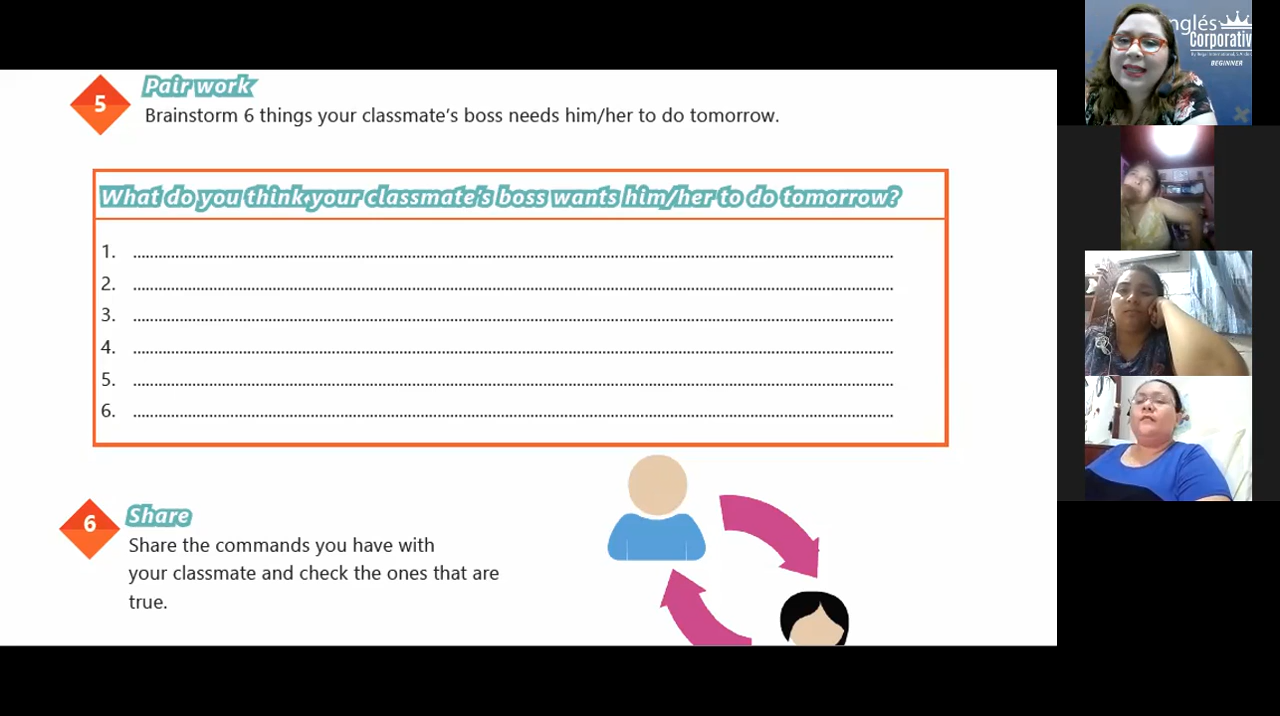 5
Pair work
Brainstorm 6 things your classmate's boss needs him/her to do tomorrow.
What do you think your classmate's boss wants him/her to do tomorrow?
1. ........................................
2. ........................................
3. ........................................
4. ........................................
5. ........................................
6. ........................................
6
Share
Share the commands you have with
your classmate and check the ones that are
true.
nglés
Corporativ
BEGINNER